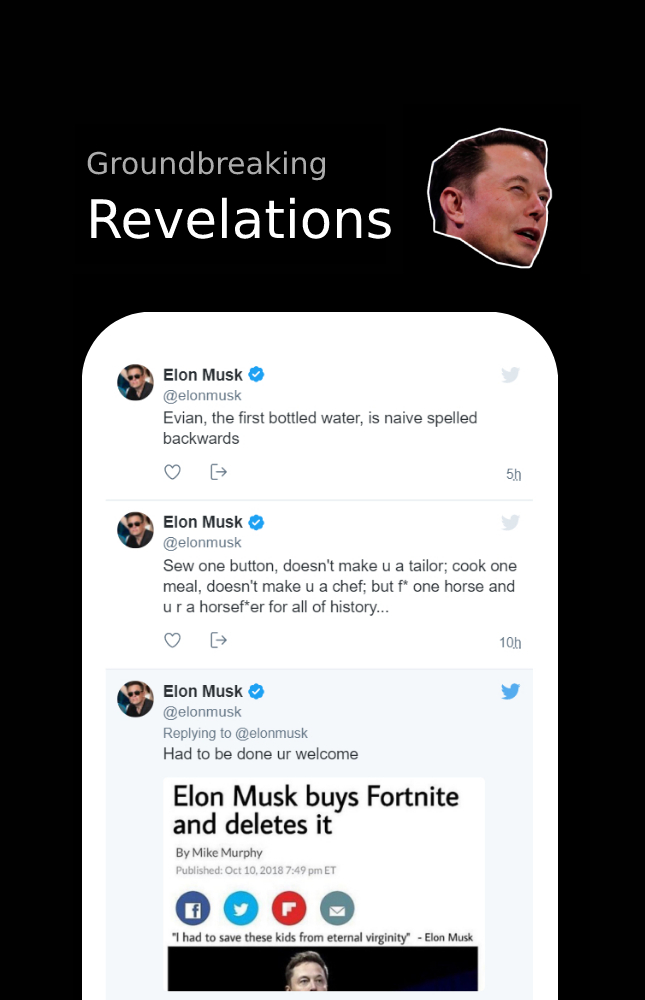 Groundbreaking
Revelations
Elon Musk
@elonmusk
Evian, the first bottled water, is naive spelled
backwards
5h
Elon Musk
@elonmusk
Sew one button, doesn't make u a tailor; cook one
meal, doesn't make u a chef; but f* one horse and
u r a horsef*er for all of history...
10h
Elon Musk
@elonmusk
Replying to @elonmusk
Had to be done ur welcome
Elon Musk buys Fortnite
and deletes it
By Mike Murphy
Published: Oct 10, 2018 7:49 pm ET
"I had to save these kids from eternal virginity" - Elon Musk